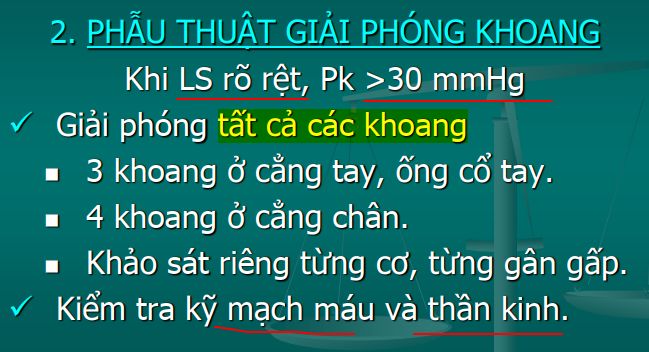 2. PHẪU THUẬT GIẢI PHÓNG KHOANG
Khi LS rõ rệt, Pk >30 mmHg
✓ Giải phóng tất cả các khoang
▪ 3 khoang ở cẳng tay, ống cổ tay.
▪ 4 khoang ở cẳng chân.
▪ Khảo sát riêng từng cơ, từng gân gấp.
✓ Kiểm tra kỹ mạch máu và thần kinh.